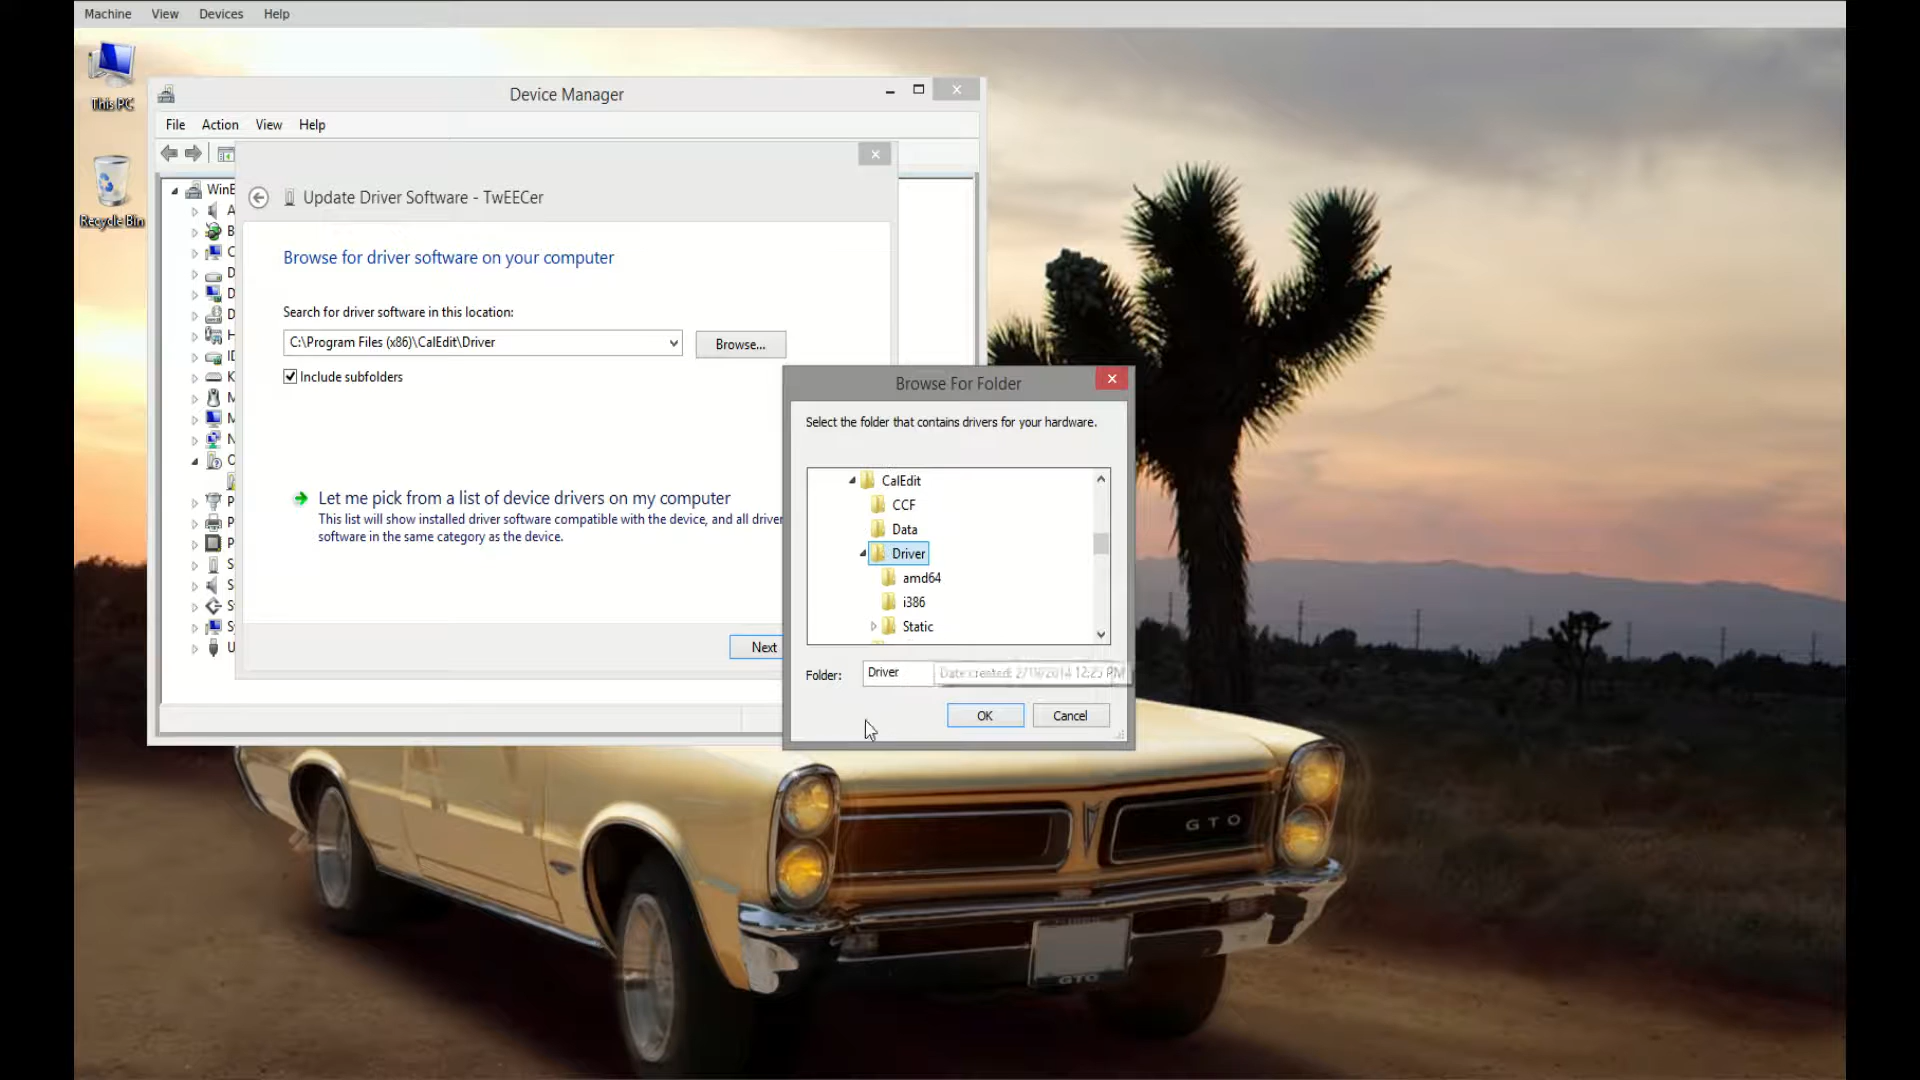 Machine View Devices Help
This PC
Recycle Bin
Device Manager
File Action View Help
Update Driver Software - TwEECer
Browse for driver software on your computer
Search for driver software in this location:
C:\Program Files (x86)\CalEdit\Driver
Browse...
Include subfolders
Let me pick from a list of device drivers on my computer
This list will show installed driver software compatible with the device, and all driver
software in the same category as the device.
Next
Browse For Folder
Select the folder that contains drivers for your hardware.
CalEdit
CCF
Data
Driver
amd64
i386
Static
Folder: Driver
Date created: 2/19/2014 12:25 PM
OK Cancel
GTO
GTO